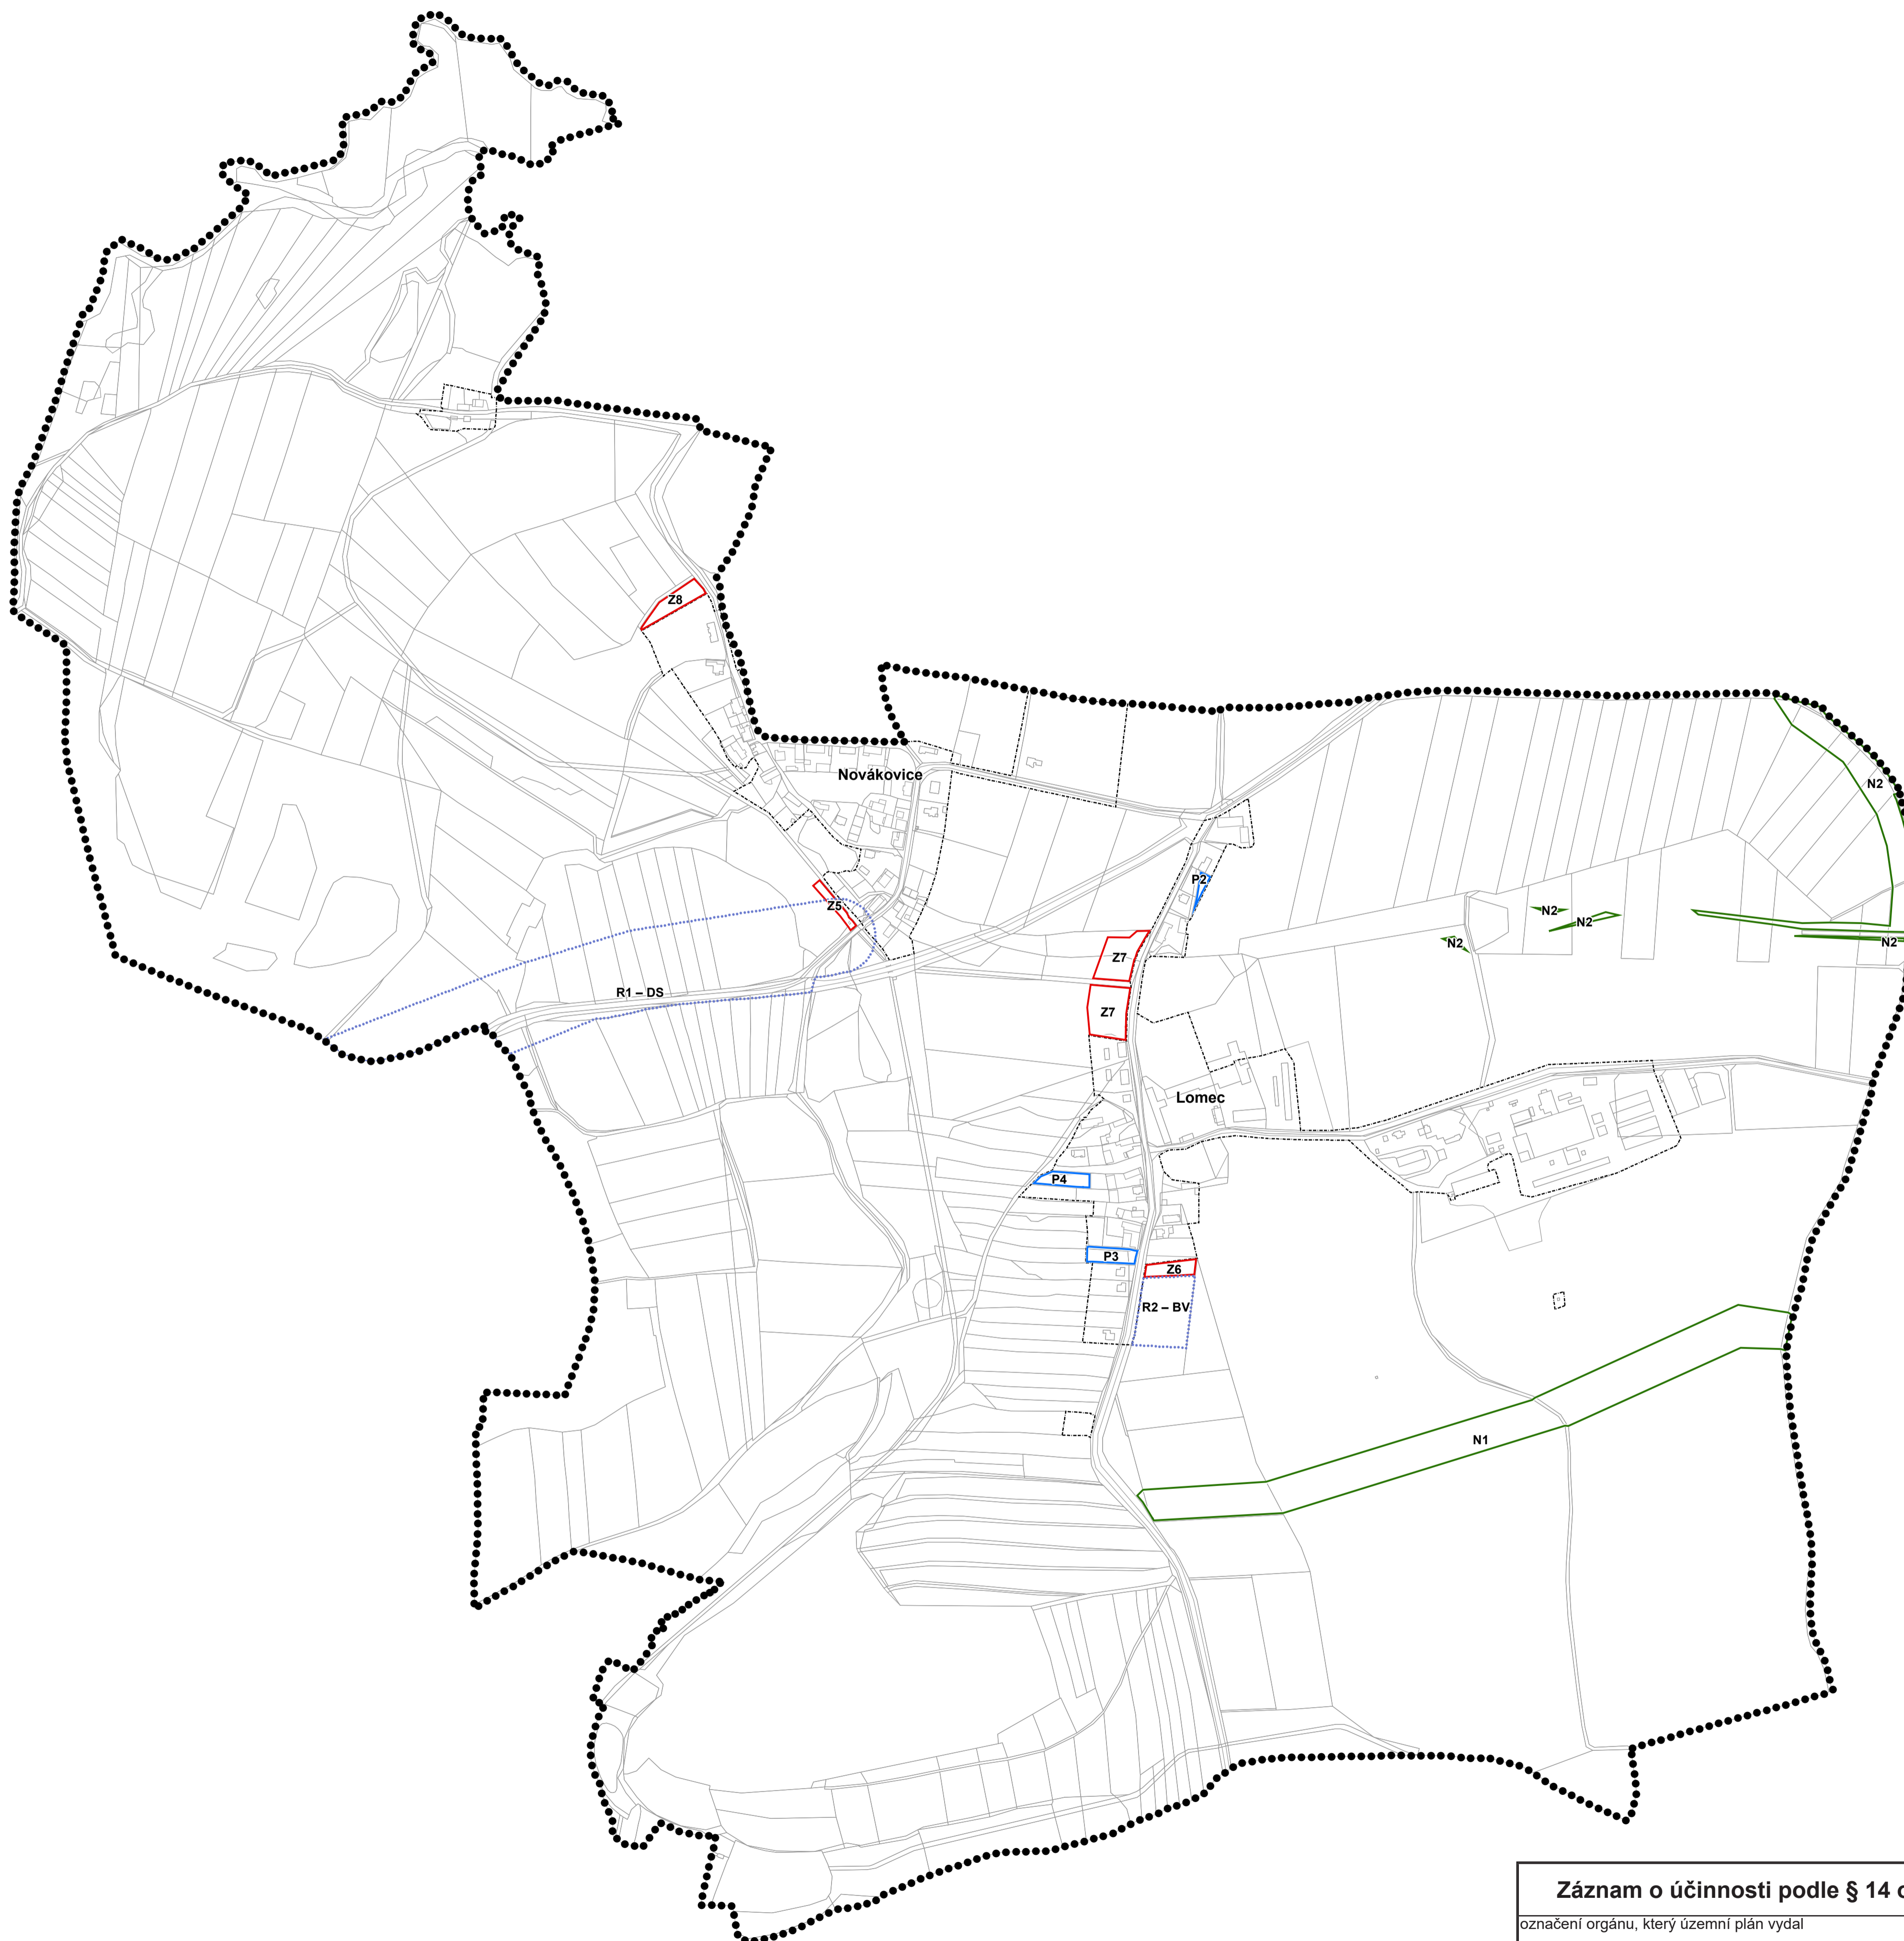 Z8
Novákovice
N2
P2
Z5
N2
N2
N2
N2
Z7
R1 – DS
Z7
Lomec
P4
P3
Z6
R2 – BV
N1
Záznam o účinnosti podle § 14 o
označení orgánu, který územní plán vydal